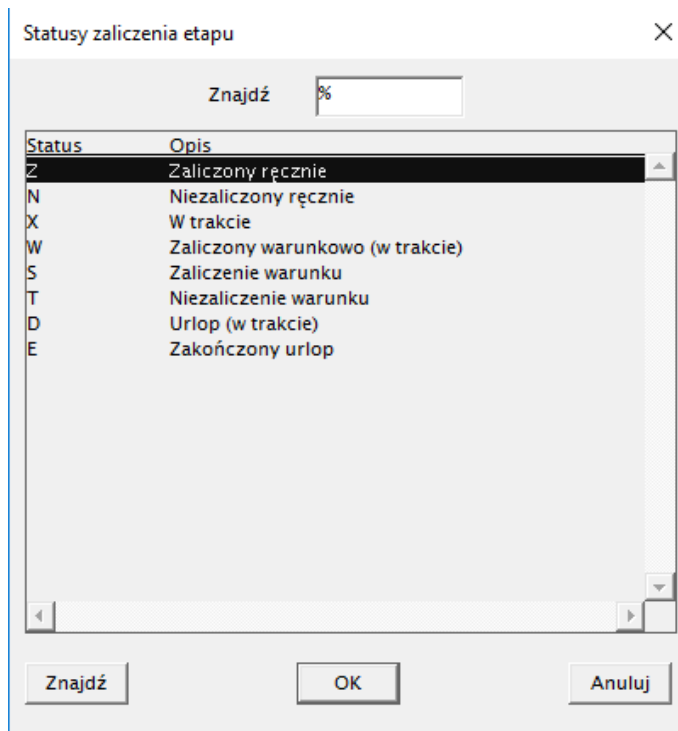 Statusy zaliczenia etapu
Znajdź %
Status Opis
Z Zaliczony ręcznie
N Niezaliczony ręcznie
X W trakcie
W Zaliczony warunkowo (w trakcie)
S Zaliczenie warunku
T Niezaliczenie warunku
D Urlop (w trakcie)
E Zakończony urlop
Znajdź OK Anuluj